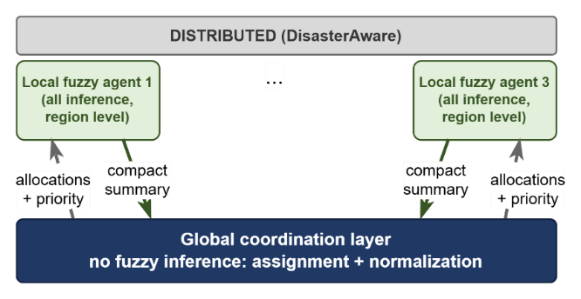 DISTRIBUTED (DisasterAware)
Local fuzzy agent 1
(all inference,
region level)
...
Local fuzzy agent 3
(all inference,
region level)
allocations
+ priority
compact
summary
compact
summary
allocations
+ priority
Global coordination layer
no fuzzy inference: assignment + normalization